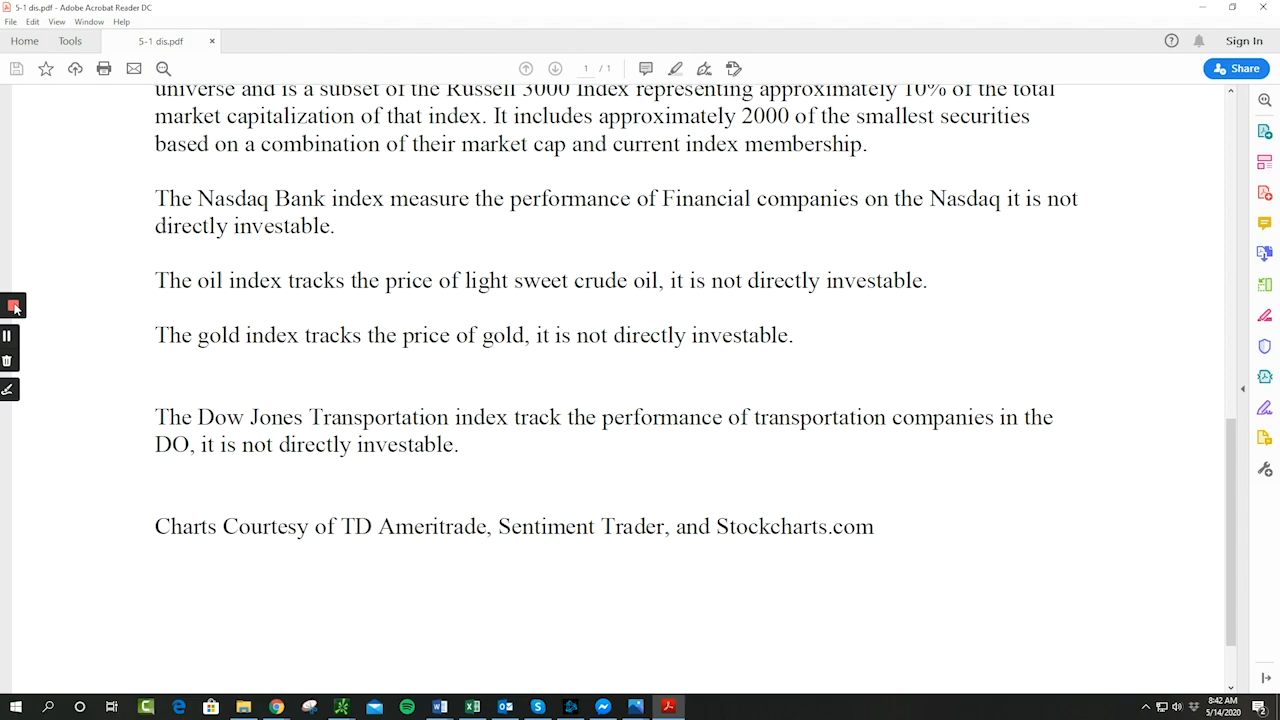 5-1 dis.pdf - Adobe Acrobat Reader DC
File Edit View Window Help
Home Tools 5-1 dis.pdf × Sign In
1 / 1 Share
universe and is a subset of the Russell 3000 Index representing approximately 10% of the total
market capitalization of that index. It includes approximately 2000 of the smallest securities
based on a combination of their market cap and current index membership.
The Nasdaq Bank index measure the performance of Financial companies on the Nasdaq it is not
directly investable.
The oil index tracks the price of light sweet crude oil, it is not directly investable.
The gold index tracks the price of gold, it is not directly investable.
The Dow Jones Transportation index track the performance of transportation companies in the
DO, it is not directly investable.
Charts Courtesy of TD Ameritrade, Sentiment Trader, and Stockcharts.com
8:42 AM
5/14/2020
2